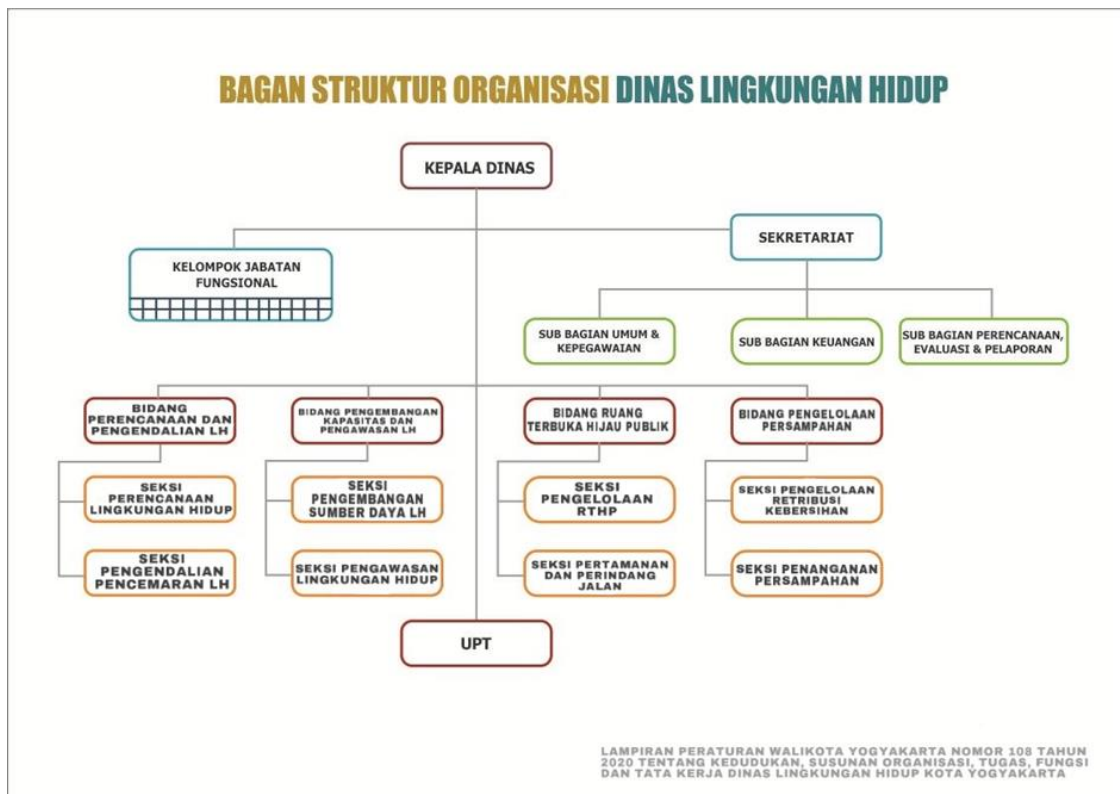 BAGAN STRUKTUR ORGANISASI DINAS LINGKUNGAN HIDUP
KEPALA DINAS
SEKRETARIAT
KELOMPOK JABATAN
FUNGSIONAL
SUB BAGIAN UMUM &
KEPEGAWAIAN
SUB BAGIAN KEUANGAN
SUB BAGIAN PERENCANAAN,
EVALUASI & PELAPORAN
BIDANG
PERENCANAAN DAN
PENGENDALIAN LH
BIDANG PENGEMBANGAN
KAPASITAS DAN
PENGAWASAN LH
BIDANG RUANG
TERBUKA HIJAU PUBLIK
BIDANG PENGELOLAAN
PERSAMPAHAN
SEKSI
PERENCANAAN
LINGKUNGAN HIDUP
SEKSI
PENGEMBANGAN
SUMBER DAYA LH
SEKSI
PENGELOLAAN
RTHP
SEKSI PENGELOLAAN
RETRIBUSI
KEBERSIHAN
SEKSI
PENGENDALIAN
PENCEMARAN LH
SEKSI PENGAWASAN
LINGKUNGAN HIDUP
SEKSI PERTAMANAN
DAN PERINDANG
JALAN
SEKSI PENANGANAN
PERSAMPAHAN
UPT
LAMPIRAN PERATURAN WALIKOTA YOGYAKARTA NOMOR 108 TAHUN
2020 TENTANG KEDUDUKAN, SUSUNAN ORGANISASI, TUGAS, FUNGSI
DAN TATA KERJA DINAS LINGKUNGAN HIDUP KOTA YOGYAKARTA